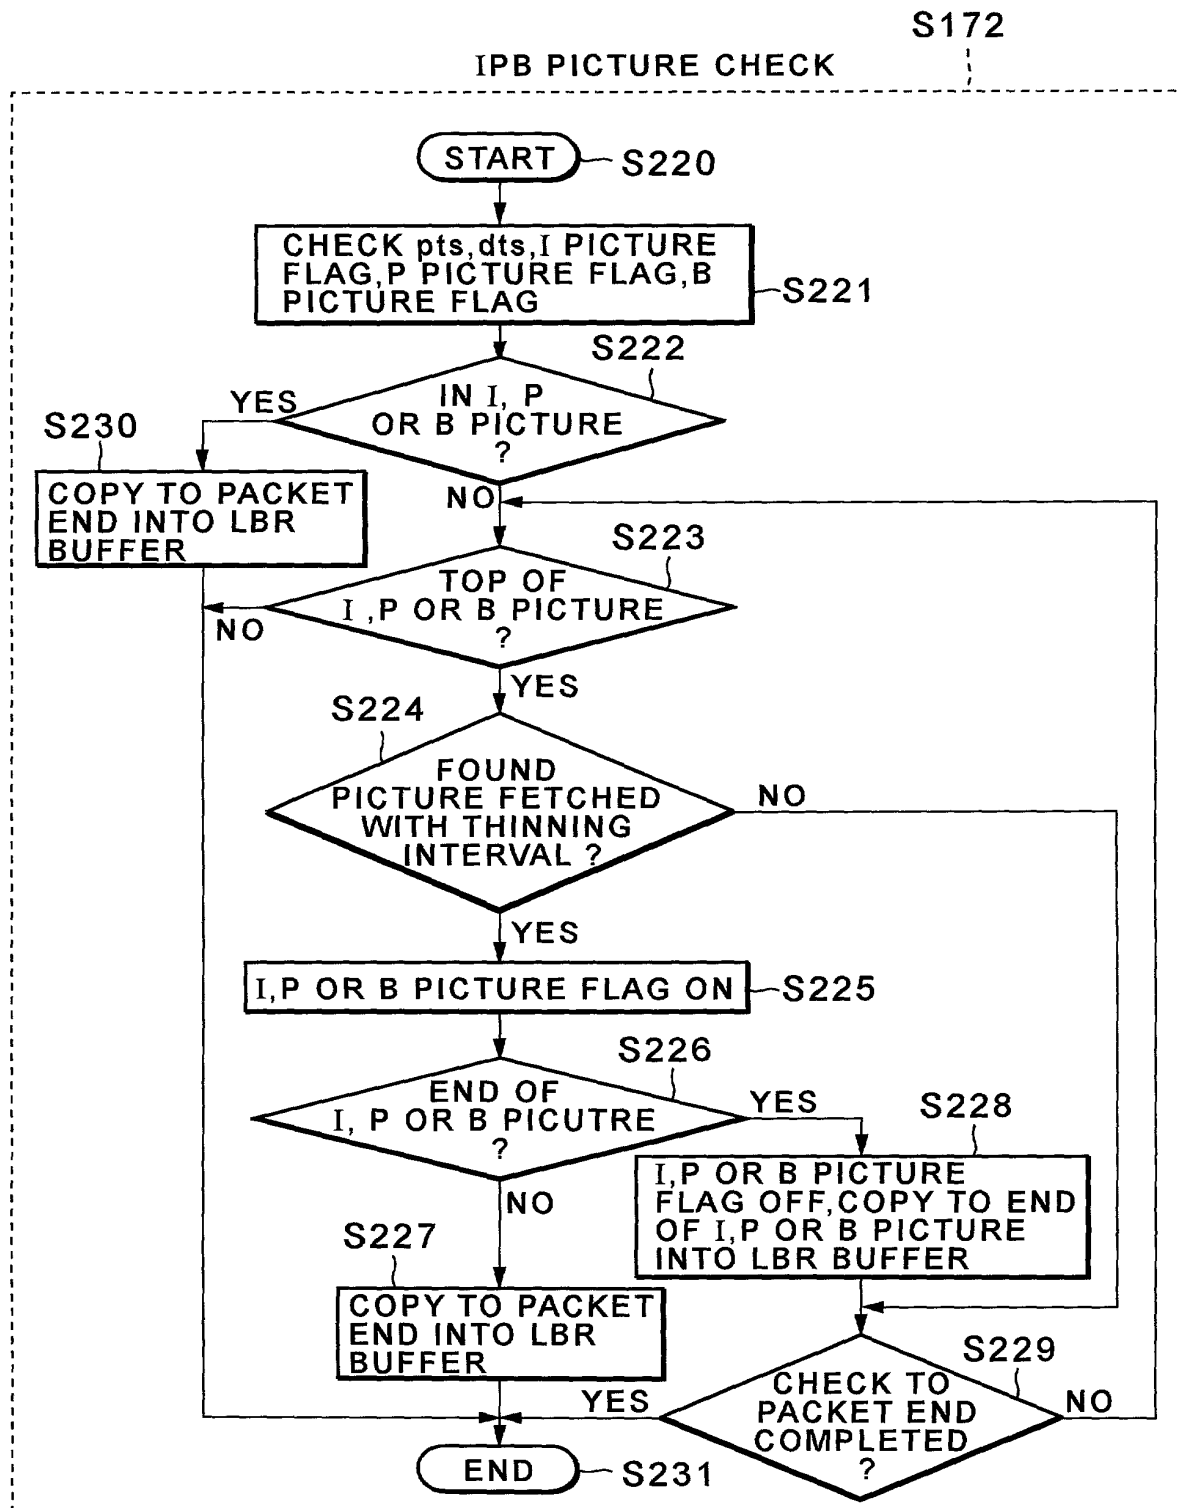 S172
IPB PICTURE CHECK
START
S220
CHECK pts,dts,I PICTURE
FLAG,P PICTURE FLAG,B
PICTURE FLAG
S221
S222
IN I, P
OR B PICTURE
?
YES
S230
COPY TO PACKET
END INTO LBR
BUFFER
NO
S223
TOP OF
I ,P OR B PICTURE
?
NO
YES
S224
FOUND
PICTURE FETCHED
WITH THINNING
INTERVAL ?
NO
YES
I,P OR B PICTURE FLAG ON
S225
S226
END OF
I, P OR B PICUTRE
?
YES
S228
I,P OR B PICTURE
FLAG OFF,COPY TO END
OF I,P OR B PICTURE
INTO LBR BUFFER
NO
S227
COPY TO PACKET
END INTO LBR
BUFFER
S229
CHECK TO
PACKET END
COMPLETED
?
YES
NO
END
S231